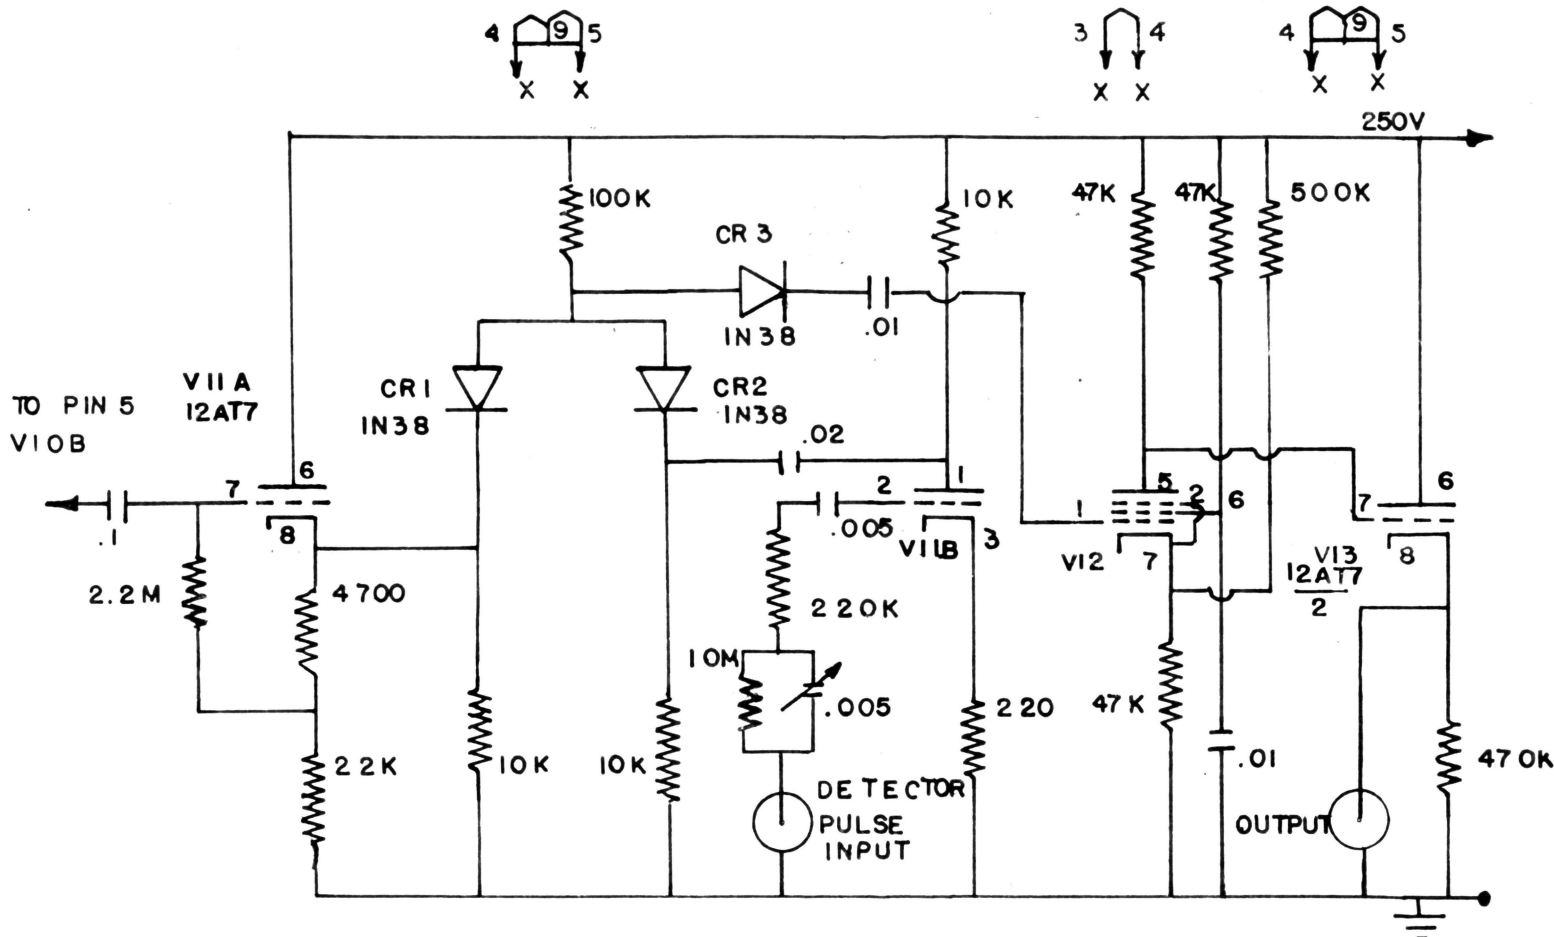 4 9 5
X X
3 4
X X
4 9 5
X X
250V
100K
10K
47K
47K
500K
CR 3
1N38
.01
V11A
12AT7
TO PIN 5
V10B
CR1
1N38
CR2
1N38
.02
7
6
8
.1
2.2M
4700
22K
10K
10K
2
1
3
.005
V11B
220K
10M
.005
220
DETECTOR
PULSE
INPUT
1
5
2
6
7
V12
47K
.01
7
6
8
V13
12AT7
2
OUTPUT
470K